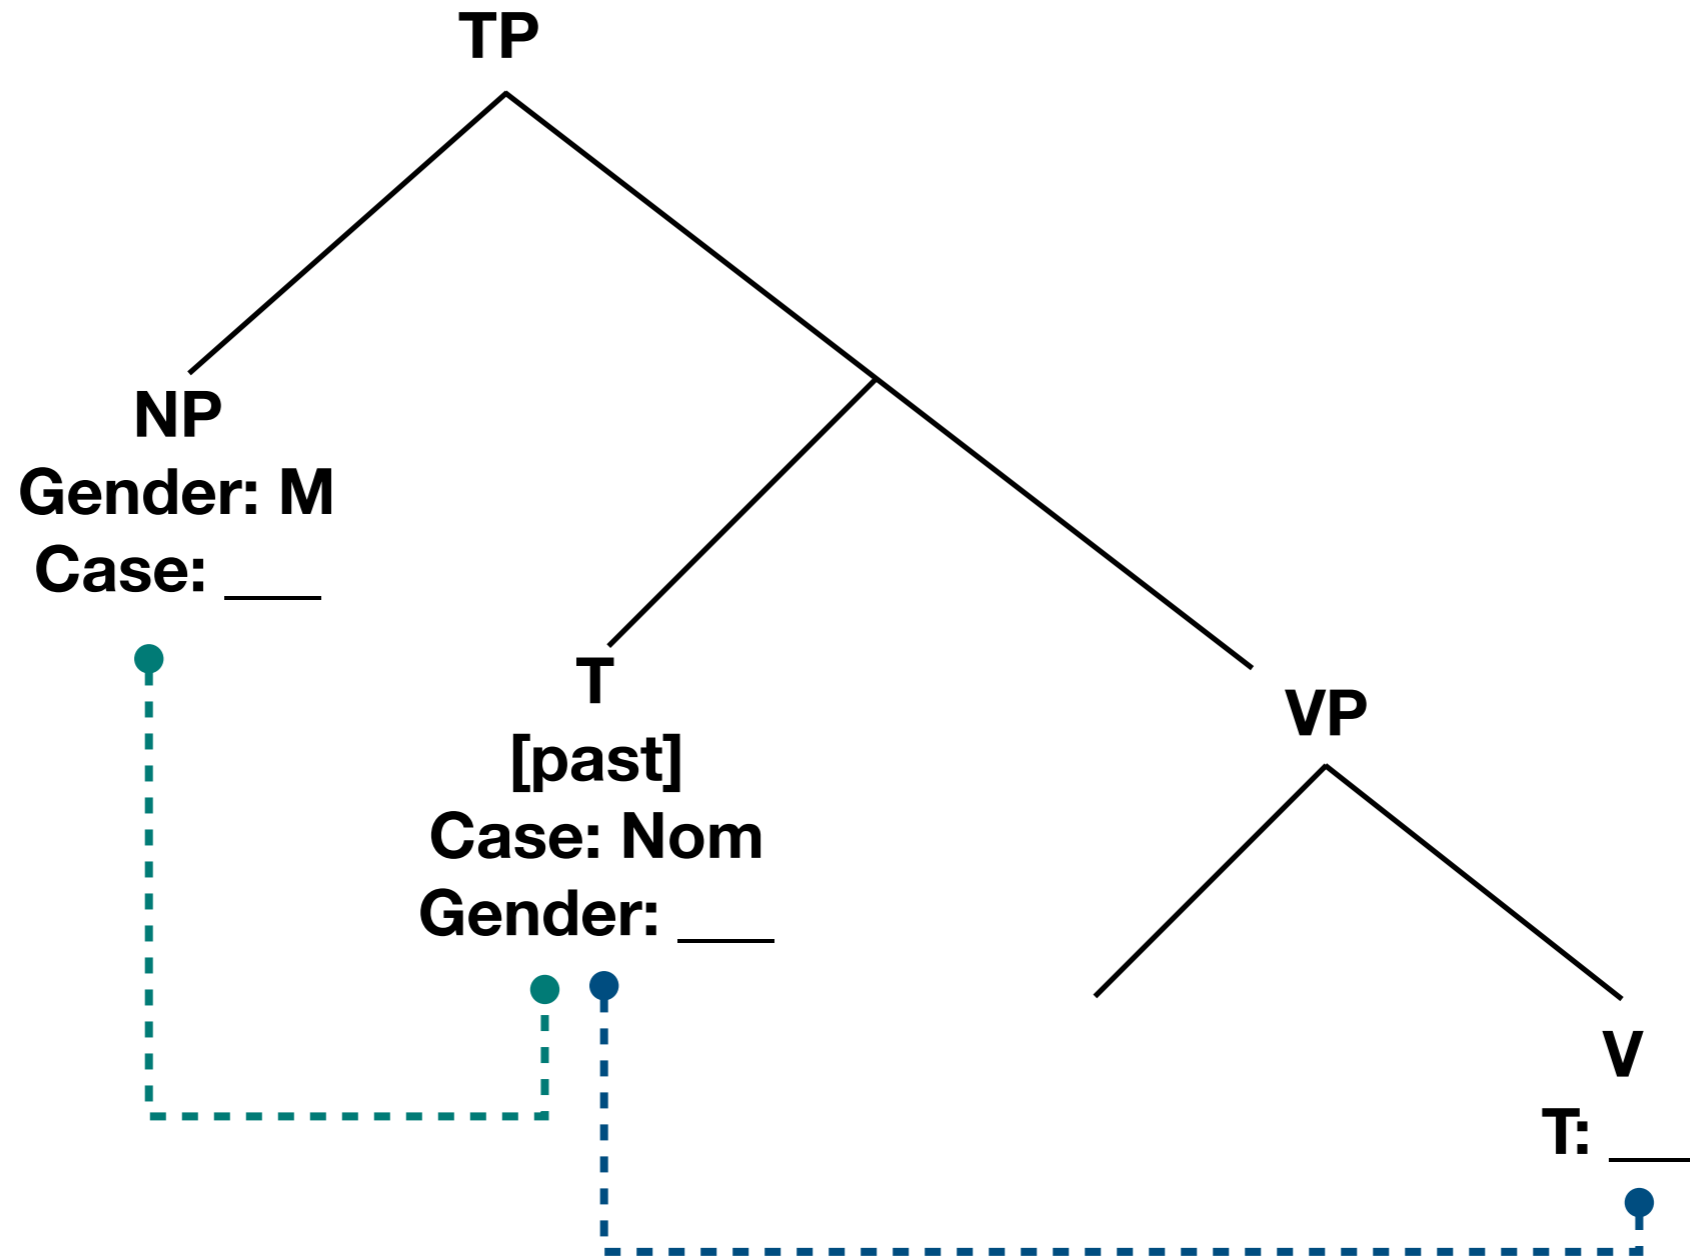 TP
NP
Gender: M
Case: ___
T
[past]
Case: Nom
Gender: ___
VP
V
T: ___